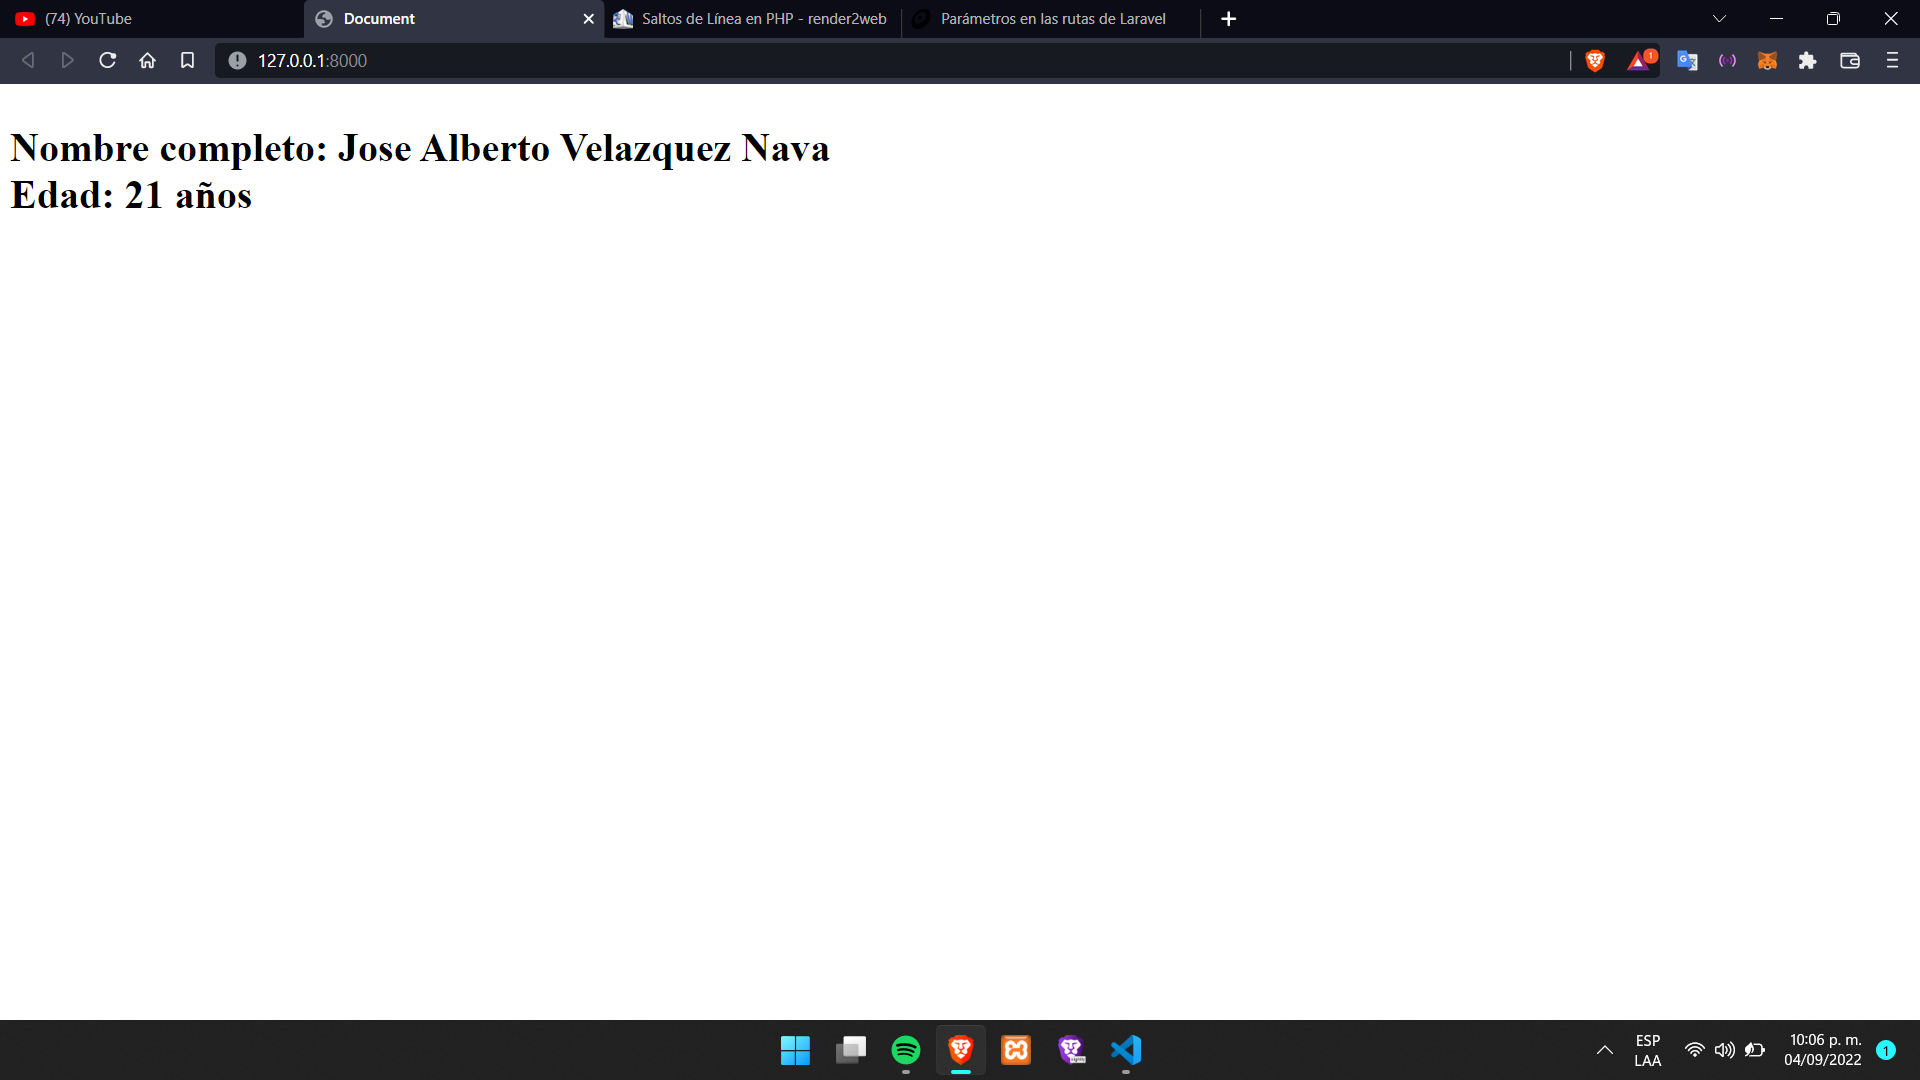 (74) YouTube
Document
Saltos de Línea en PHP - render2web
Parámetros en las rutas de Laravel
127.0.0.1:8000
1
Nombre completo: Jose Alberto Velazquez Nava
Edad: 21 años
ESP
LAA
10:06 p. m.
04/09/2022
1